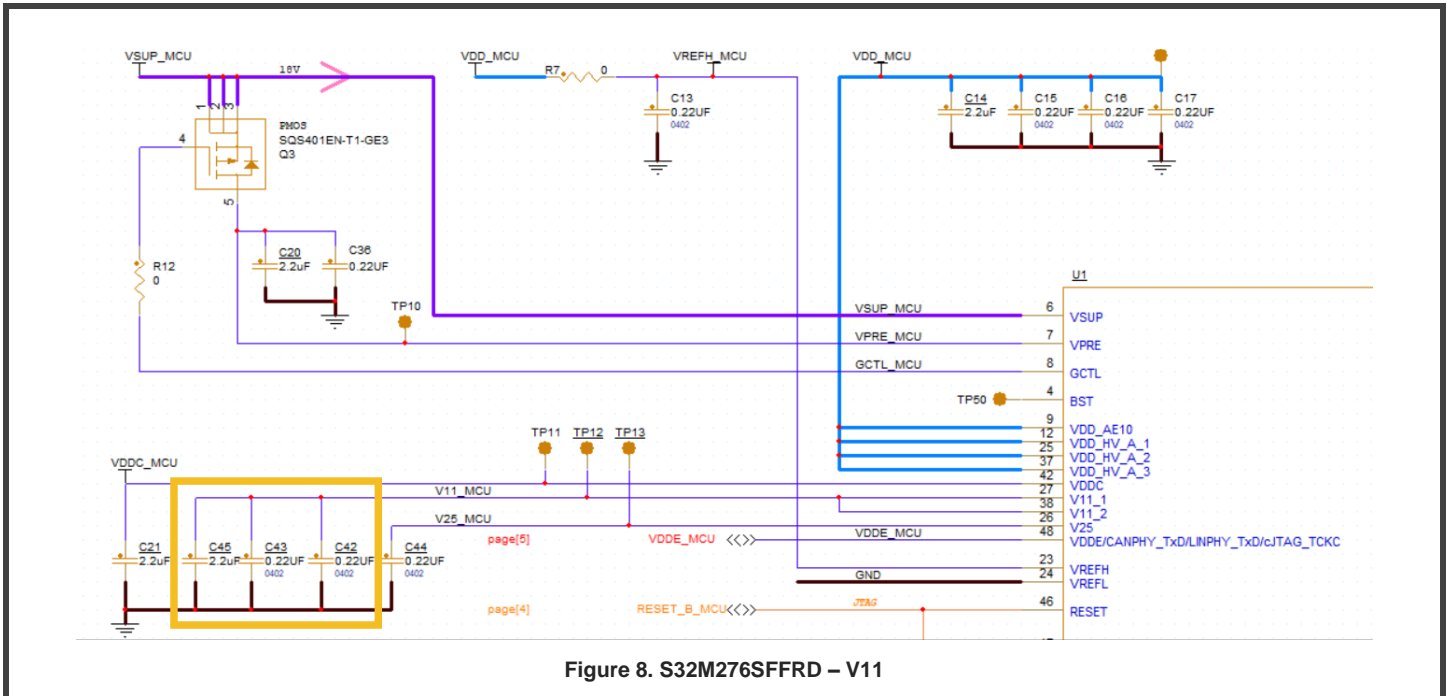 VSUP_MCU
18V
VDD_MCU
R7
0
VREFH_MCU
VDD_MCU
C13
0.22UF
0402
C14
2.2uF
C15
0.22UF
0402
C16
0.22UF
0402
C17
0.22UF
0402
1
2
3
4
5
PMOS
SQS401EN-T1-GE3
Q3
C20
2.2uF
C36
0.22UF
R12
0
TP10
U1
VSUP_MCU
6
VSUP
VPRE_MCU
7
VPRE
GCTL_MCU
8
GCTL
TP50
4
BST
9
VDD_AE10
12
VDD_HV_A_1
25
VDD_HV_A_2
37
VDD_HV_A_3
42
VDDC
27
V11_1
38
V11_2
26
V25
48
VDDE/CANPHY_TxD/LINPHY_TxD/cJTAG_TCKC
TP11
TP12
TP13
VDDC_MCU
V11_MCU
V25_MCU
page[5]
VDDE_MCU
VDDE_MCU
C21
2.2uF
C45
2.2uF
C43
0.22UF
0402
C42
0.22UF
0402
C44
0.22UF
23
VREFH
GND
24
VREFL
page[4]
RESET_B_MCU
JTAG
46
RESET
Figure 8. S32M276SFFRD – V11